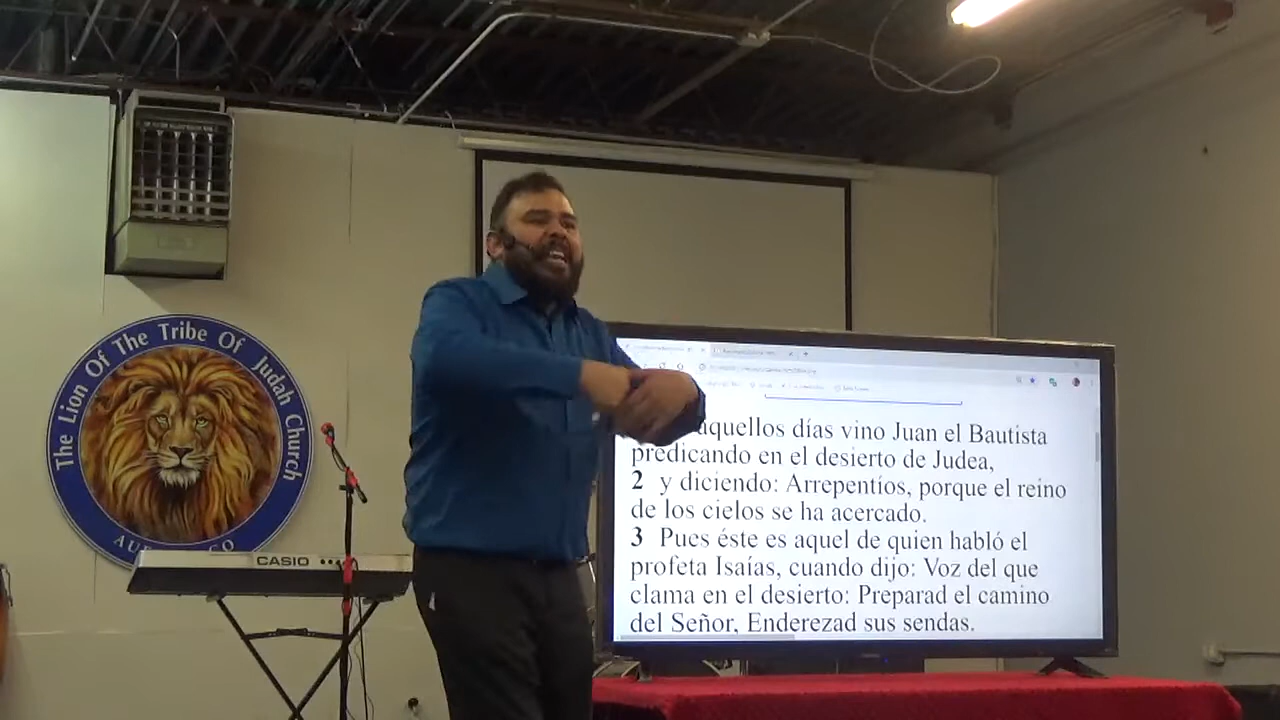 The Lion Of The Tribe Of Judah Church
CASIO
aquellos días vino Juan el Bautista
predicando en el desierto de Judea,
2 y diciendo: Arrepentíos, porque el reino
de los cielos se ha acercado.
3 Pues éste es aquel de quien habló el
profeta Isaías, cuando dijo: Voz del que
clama en el desierto: Preparad el camino
del Señor, Enderezad sus sendas.